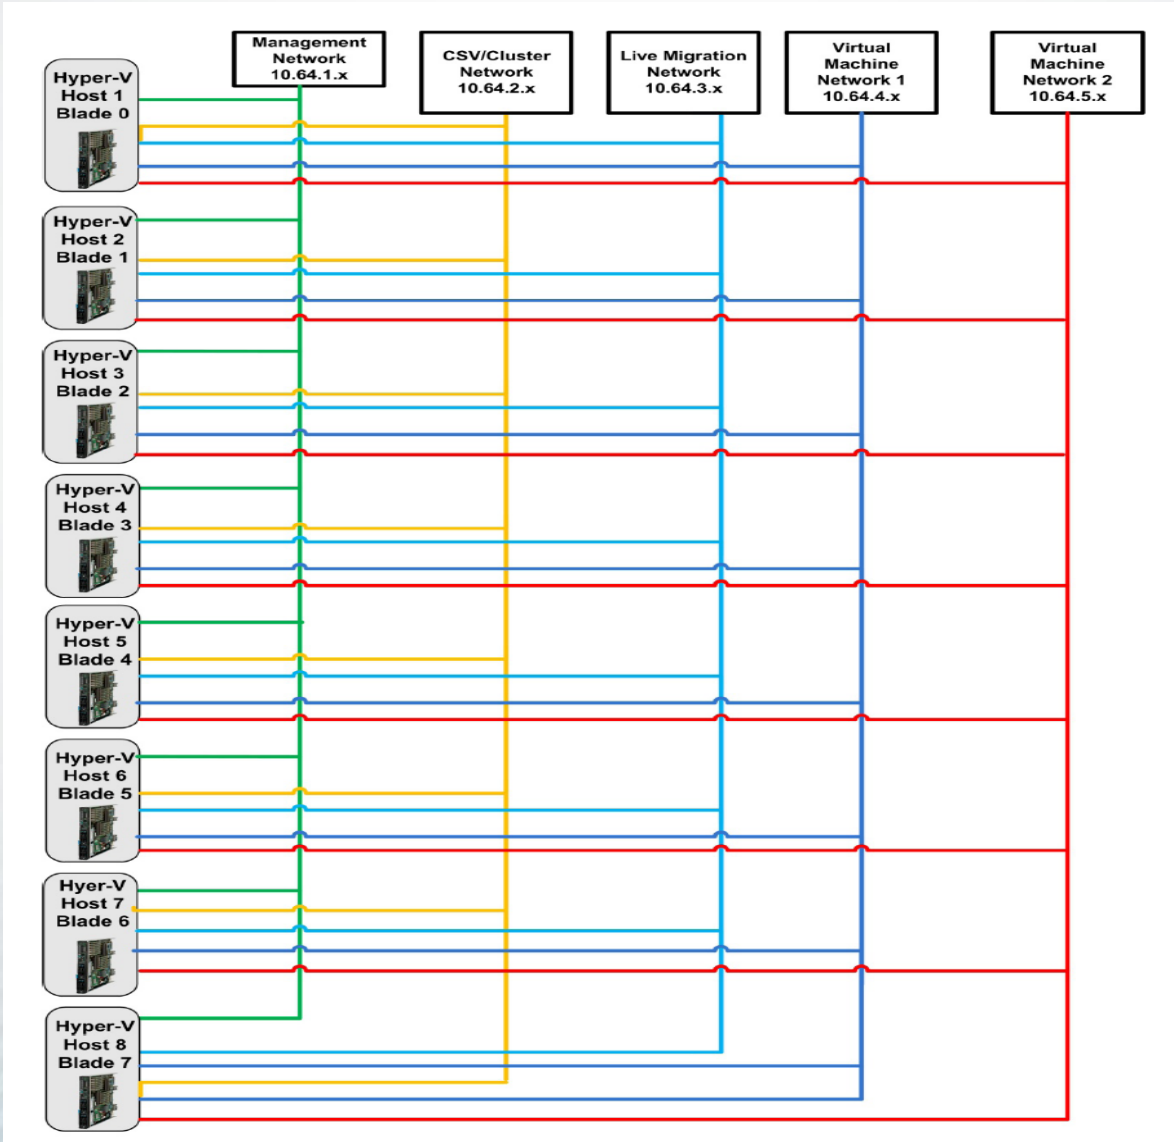 Management
Network
10.64.1.x
CSV/Cluster
Network
10.64.2.x
Live Migration
Network
10.64.3.x
Virtual
Machine
Network 1
10.64.4.x
Virtual
Machine
Network 2
10.64.5.x
Hyper-V
Host 1
Blade 0
Hyper-V
Host 2
Blade 1
Hyper-V
Host 3
Blade 2
Hyper-V
Host 4
Blade 3
Hyper-V
Host 5
Blade 4
Hyper-V
Host 6
Blade 5
Hyer-V
Host 7
Blade 6
Hyper-V
Host 8
Blade 7